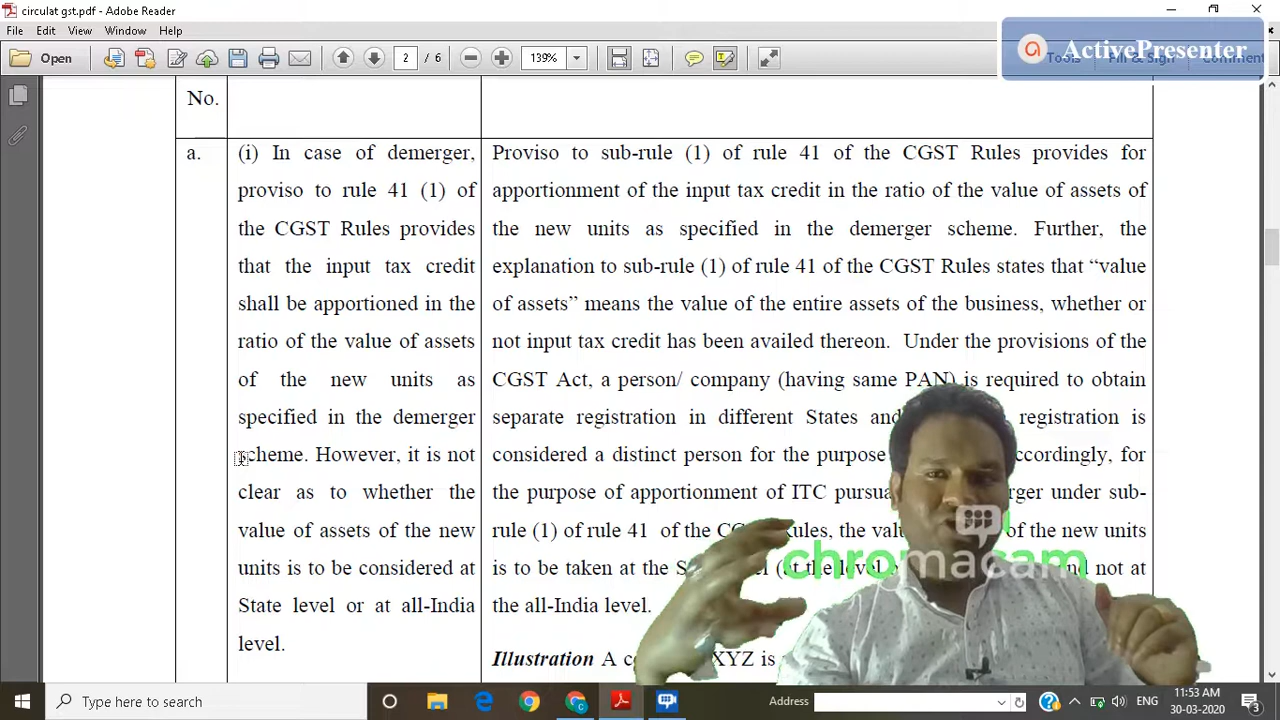 circulat gst.pdf - Adobe Reader
File Edit View Window Help
Open 2 / 6 139% Tools Fill & Sign Comment
ActivePresenter
No.
a.
(i) In case of demerger,
proviso to rule 41 (1) of
the CGST Rules provides
that the input tax credit
shall be apportioned in the
ratio of the value of assets
of the new units as
specified in the demerger
scheme. However, it is not
clear as to whether the
value of assets of the new
units is to be considered at
State level or at all-India
level.
Proviso to sub-rule (1) of rule 41 of the CGST Rules provides for
apportionment of the input tax credit in the ratio of the value of assets of
the new units as specified in the demerger scheme. Further, the
explanation to sub-rule (1) of rule 41 of the CGST Rules states that “value
of assets” means the value of the entire assets of the business, whether or
not input tax credit has been availed thereon. Under the provisions of the
CGST Act, a person/ company (having same PAN) is required to obtain
separate registration in different States and registration is
considered a distinct person for the purpose for
the purpose of apportionment of ITC under sub-
rule (1) of rule 41 of the of the new units
is to be taken at the not at
the all-India level.
Illustration A XYZ is
chromacam
Type here to search
Address
ENG
11:53 AM
30-03-2020
3